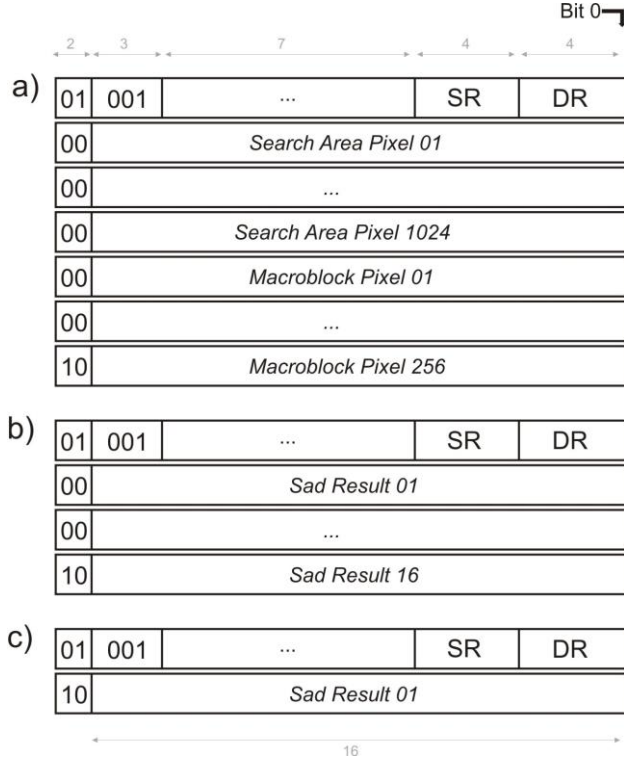 Bit 0
2 3 7 4 4
a) 01 001 ... SR DR
00 Search Area Pixel 01
00 ...
00 Search Area Pixel 1024
00 Macroblock Pixel 01
00 ...
10 Macroblock Pixel 256
b) 01 001 ... SR DR
00 Sad Result 01
00 ...
10 Sad Result 16
c) 01 001 ... SR DR
10 Sad Result 01
16